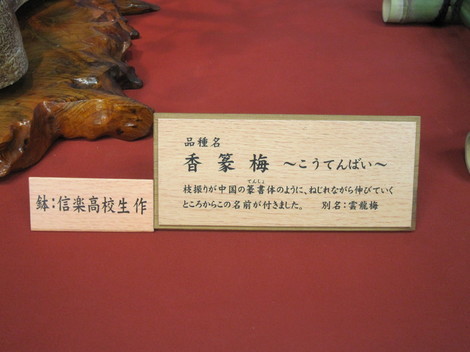 品種名
香篆梅 ～こうてんばい～
てんしょ
枝振りが中国の篆書体のように、ねじれながら伸びていく
ところからこの名前が付きました。 別名：雲龍梅
鉢：信楽高校生 作